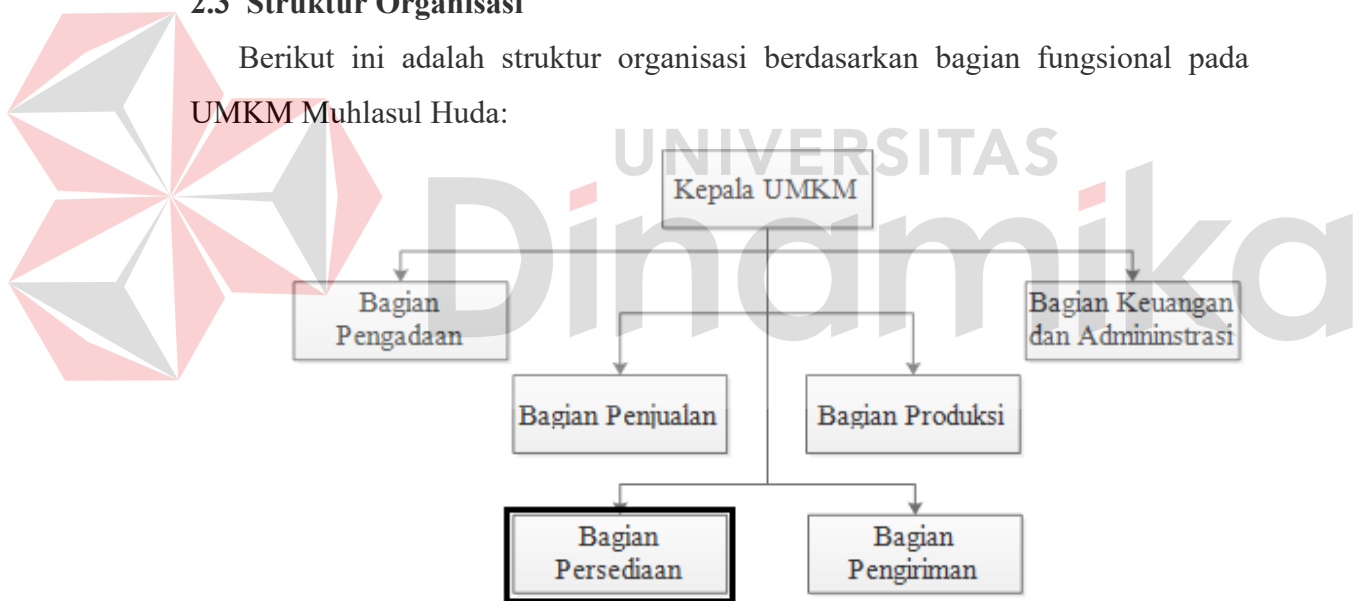 2.3 Struktur Organisasi
Berikut ini adalah struktur organisasi berdasarkan bagian fungsional pada
UMKM Muhlasul Huda:
UNIVERSITAS
Dinamika
Kepala UMKM
Bagian
Pengadaan
Bagian Keuangan
dan Admininstrasi
Bagian Penjualan
Bagian Produksi
Bagian
Persediaan
Bagian
Pengiriman